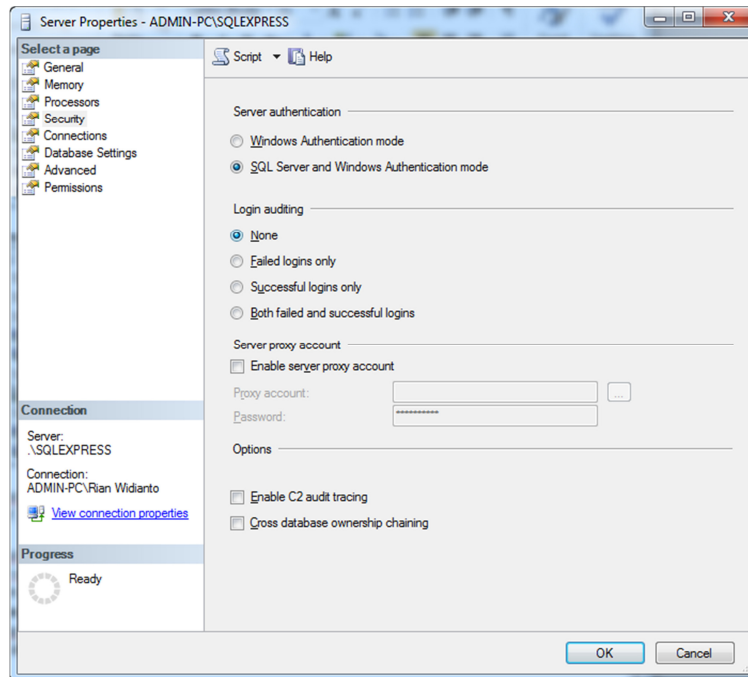 Server Properties - ADMIN-PC\SQLEXPRESS
Select a page
General
Memory
Processors
Security
Connections
Database Settings
Advanced
Permissions
Script
Help
Server authentication
Windows Authentication mode
SQL Server and Windows Authentication mode
Login auditing
None
Failed logins only
Successful logins only
Both failed and successful logins
Server proxy account
Enable server proxy account
Proxy account:
...
Password:
**********
Options
Enable C2 audit tracing
Cross database ownership chaining
Connection
Server:
.\SQLEXPRESS
Connection:
ADMIN-PC\Rian Widianto
View connection properties
Progress
Ready
OK
Cancel